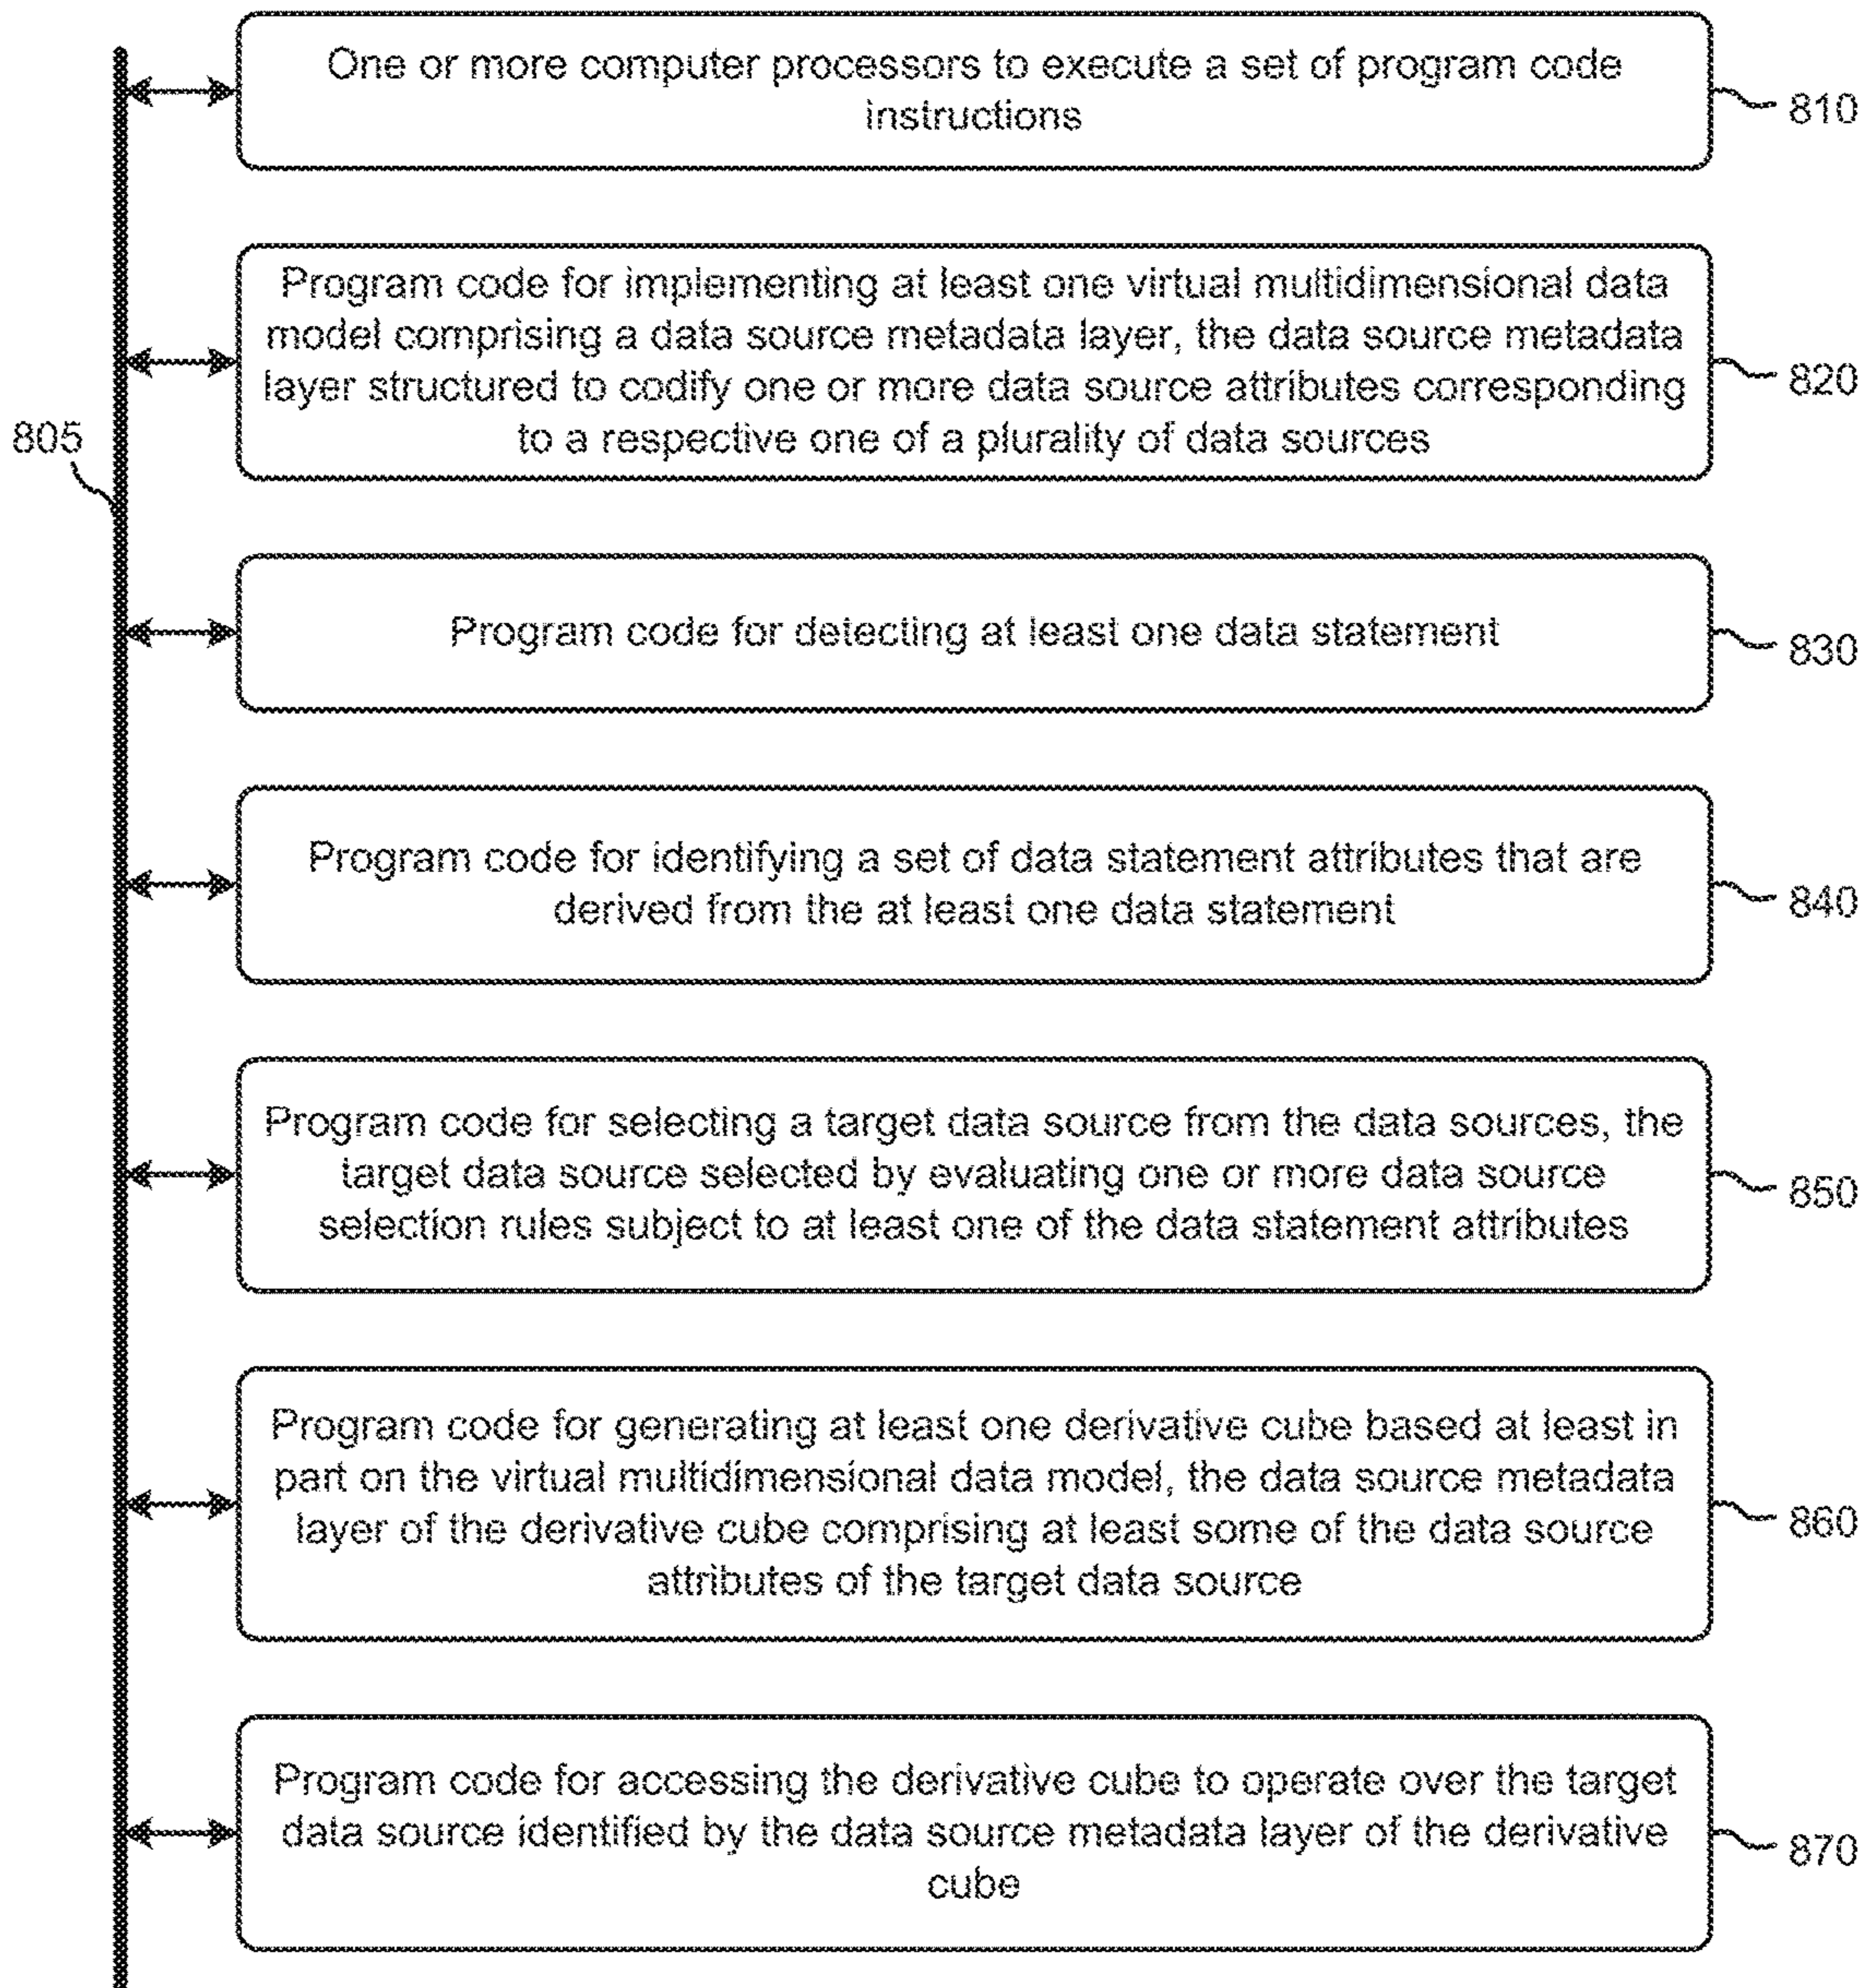 One or more computer processors to execute a set of program code
instructions
810
Program code for implementing at least one virtual multidimensional data
model comprising a data source metadata layer, the data source metadata
layer structured to codify one or more data source attributes corresponding
to a respective one of a plurality of data sources
820
805
Program code for detecting at least one data statement
830
Program code for identifying a set of data statement attributes that are
derived from the at least one data statement
840
Program code for selecting a target data source from the data sources, the
target data source selected by evaluating one or more data source
selection rules subject to at least one of the data statement attributes
850
Program code for generating at least one derivative cube based at least in
part on the virtual multidimensional data model, the data source metadata
layer of the derivative cube comprising at least some of the data source
attributes of the target data source
860
Program code for accessing the derivative cube to operate over the target
data source identified by the data source metadata layer of the derivative
cube
870